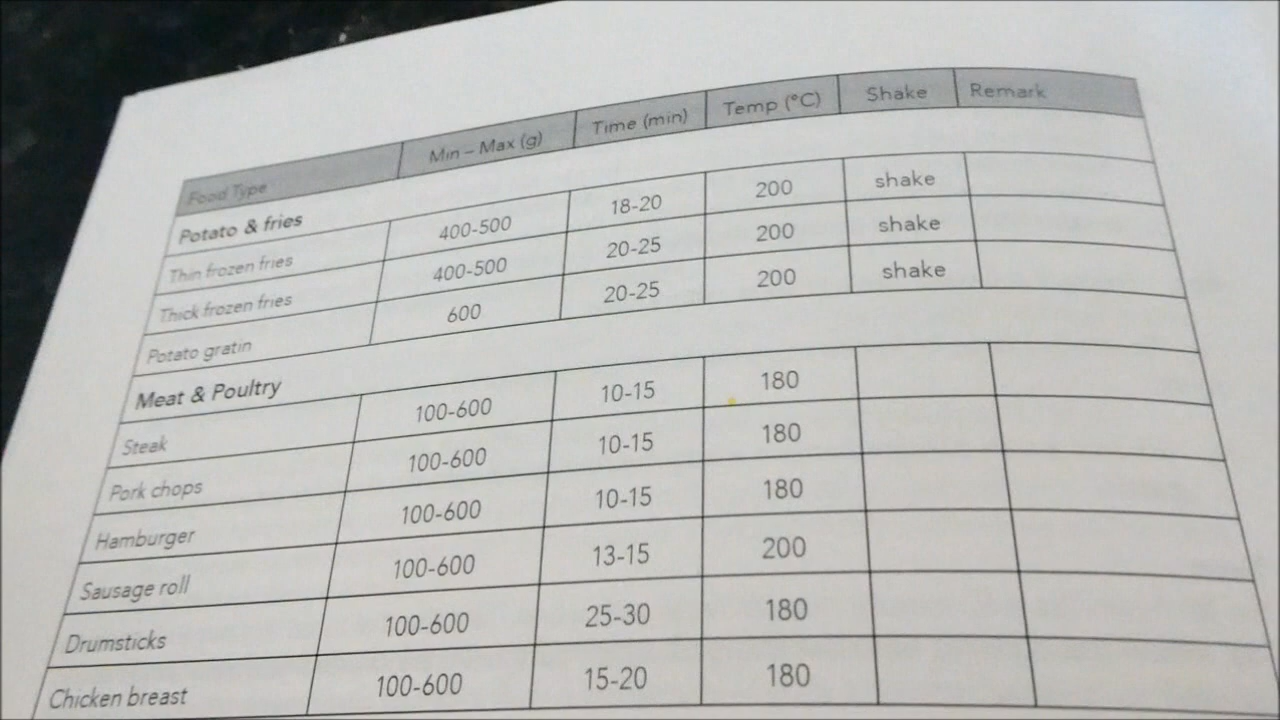 Food Type Min – Max (g) Time (min) Temp (°C) Shake Remark
Potato & fries
Thin frozen fries 400-500 18-20 200 shake
Thick frozen fries 400-500 20-25 200 shake
Potato gratin 600 20-25 200 shake
Meat & Poultry
Steak 100-600 10-15 180
Pork chops 100-600 10-15 180
Hamburger 100-600 10-15 180
Sausage roll 100-600 13-15 200
Drumsticks 100-600 25-30 180
Chicken breast 100-600 15-20 180